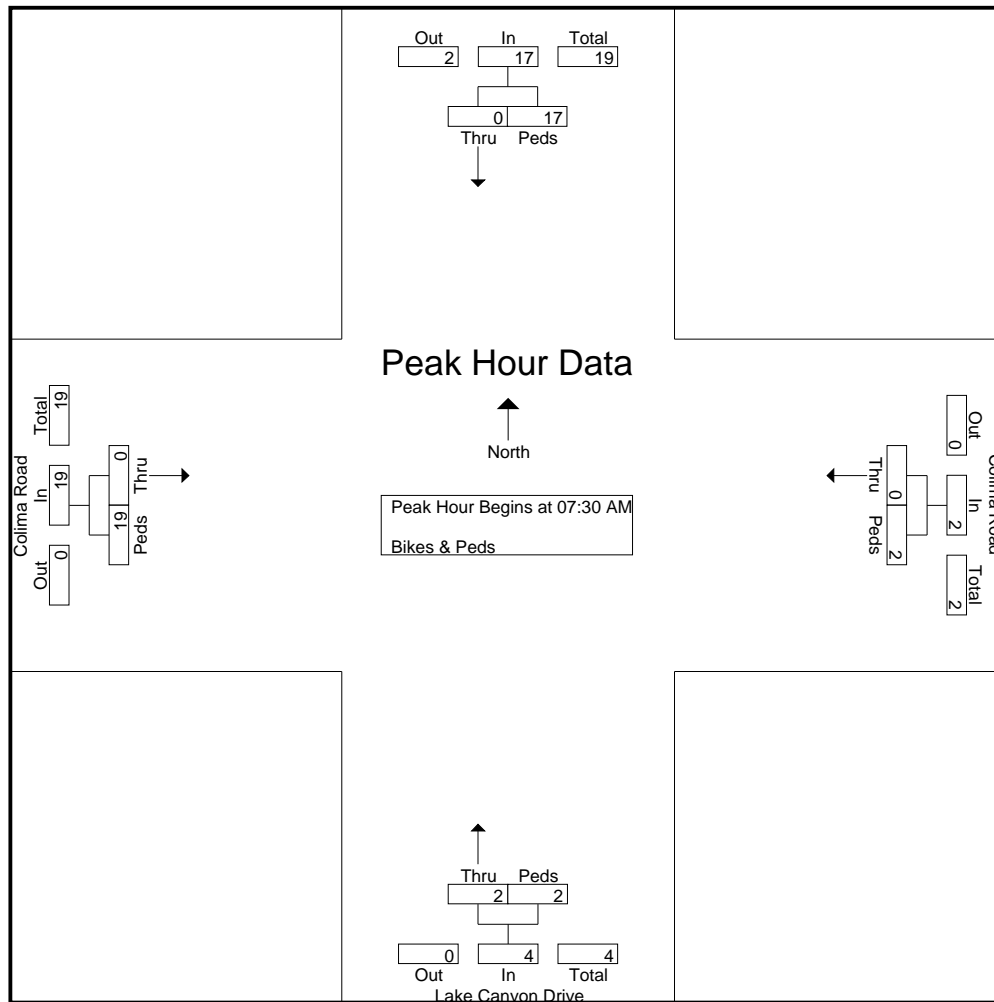 Out In Total
2 17 19
0 17
Thru Peds
Peak Hour Data
North
Peak Hour Begins at 07:30 AM
Bikes & Peds
Colima Road
Total In Out
19 19 0
0 19
Thru Peds
Colima Road
Out In Total
0 2 2
0 2
Thru Peds
Thru Peds
2 2
0 4 4
Out In Total
Lake Canyon Drive